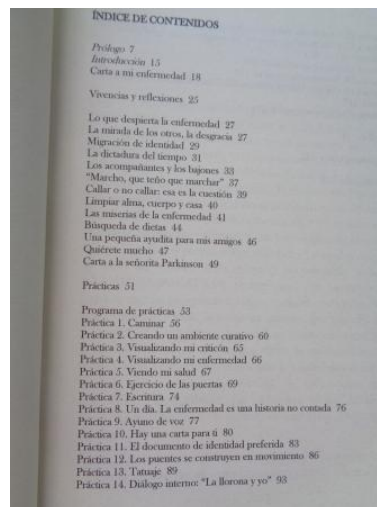 ÍNDICE DE CONTENIDOS
Prólogo 7
Introducción 15
Carta a mi enfermedad 18
Vivencias y reflexiones 25
Lo que despierta la enfermedad 27
La mirada de los otros, la desgracia 27
Migración de identidad 29
La dictadura del tiempo 31
Los acompañantes y los bajones 33
"Marcho, que teño que marchar" 37
Callar o no callar: esa es la cuestión 39
Limpiar alma, cuerpo y casa 40
Las miserias de la enfermedad 41
Búsqueda de dietas 44
Una pequeña ayudita para mis amigos 46
Quiérete mucho 47
Carta a la señorita Parkinson 49
Prácticas 51
Programa de prácticas 53
Práctica 1. Caminar 56
Práctica 2. Creando un ambiente curativo 60
Práctica 3. Visualizando mi criticón 65
Práctica 4. Visualizando mi enfermedad 66
Práctica 5. Viendo mi salud 67
Práctica 6. Ejercicio de las puertas 69
Práctica 7. Escritura 74
Práctica 8. Un día. La enfermedad es una historia no contada 76
Práctica 9. Ayuno de voz 77
Práctica 10. Hay una carta para ti 80
Práctica 11. El documento de identidad preferida 83
Práctica 12. Los puentes se construyen en movimiento 86
Práctica 13. Tatuaje 89
Práctica 14. Diálogo interno: "La llorona y yo" 93